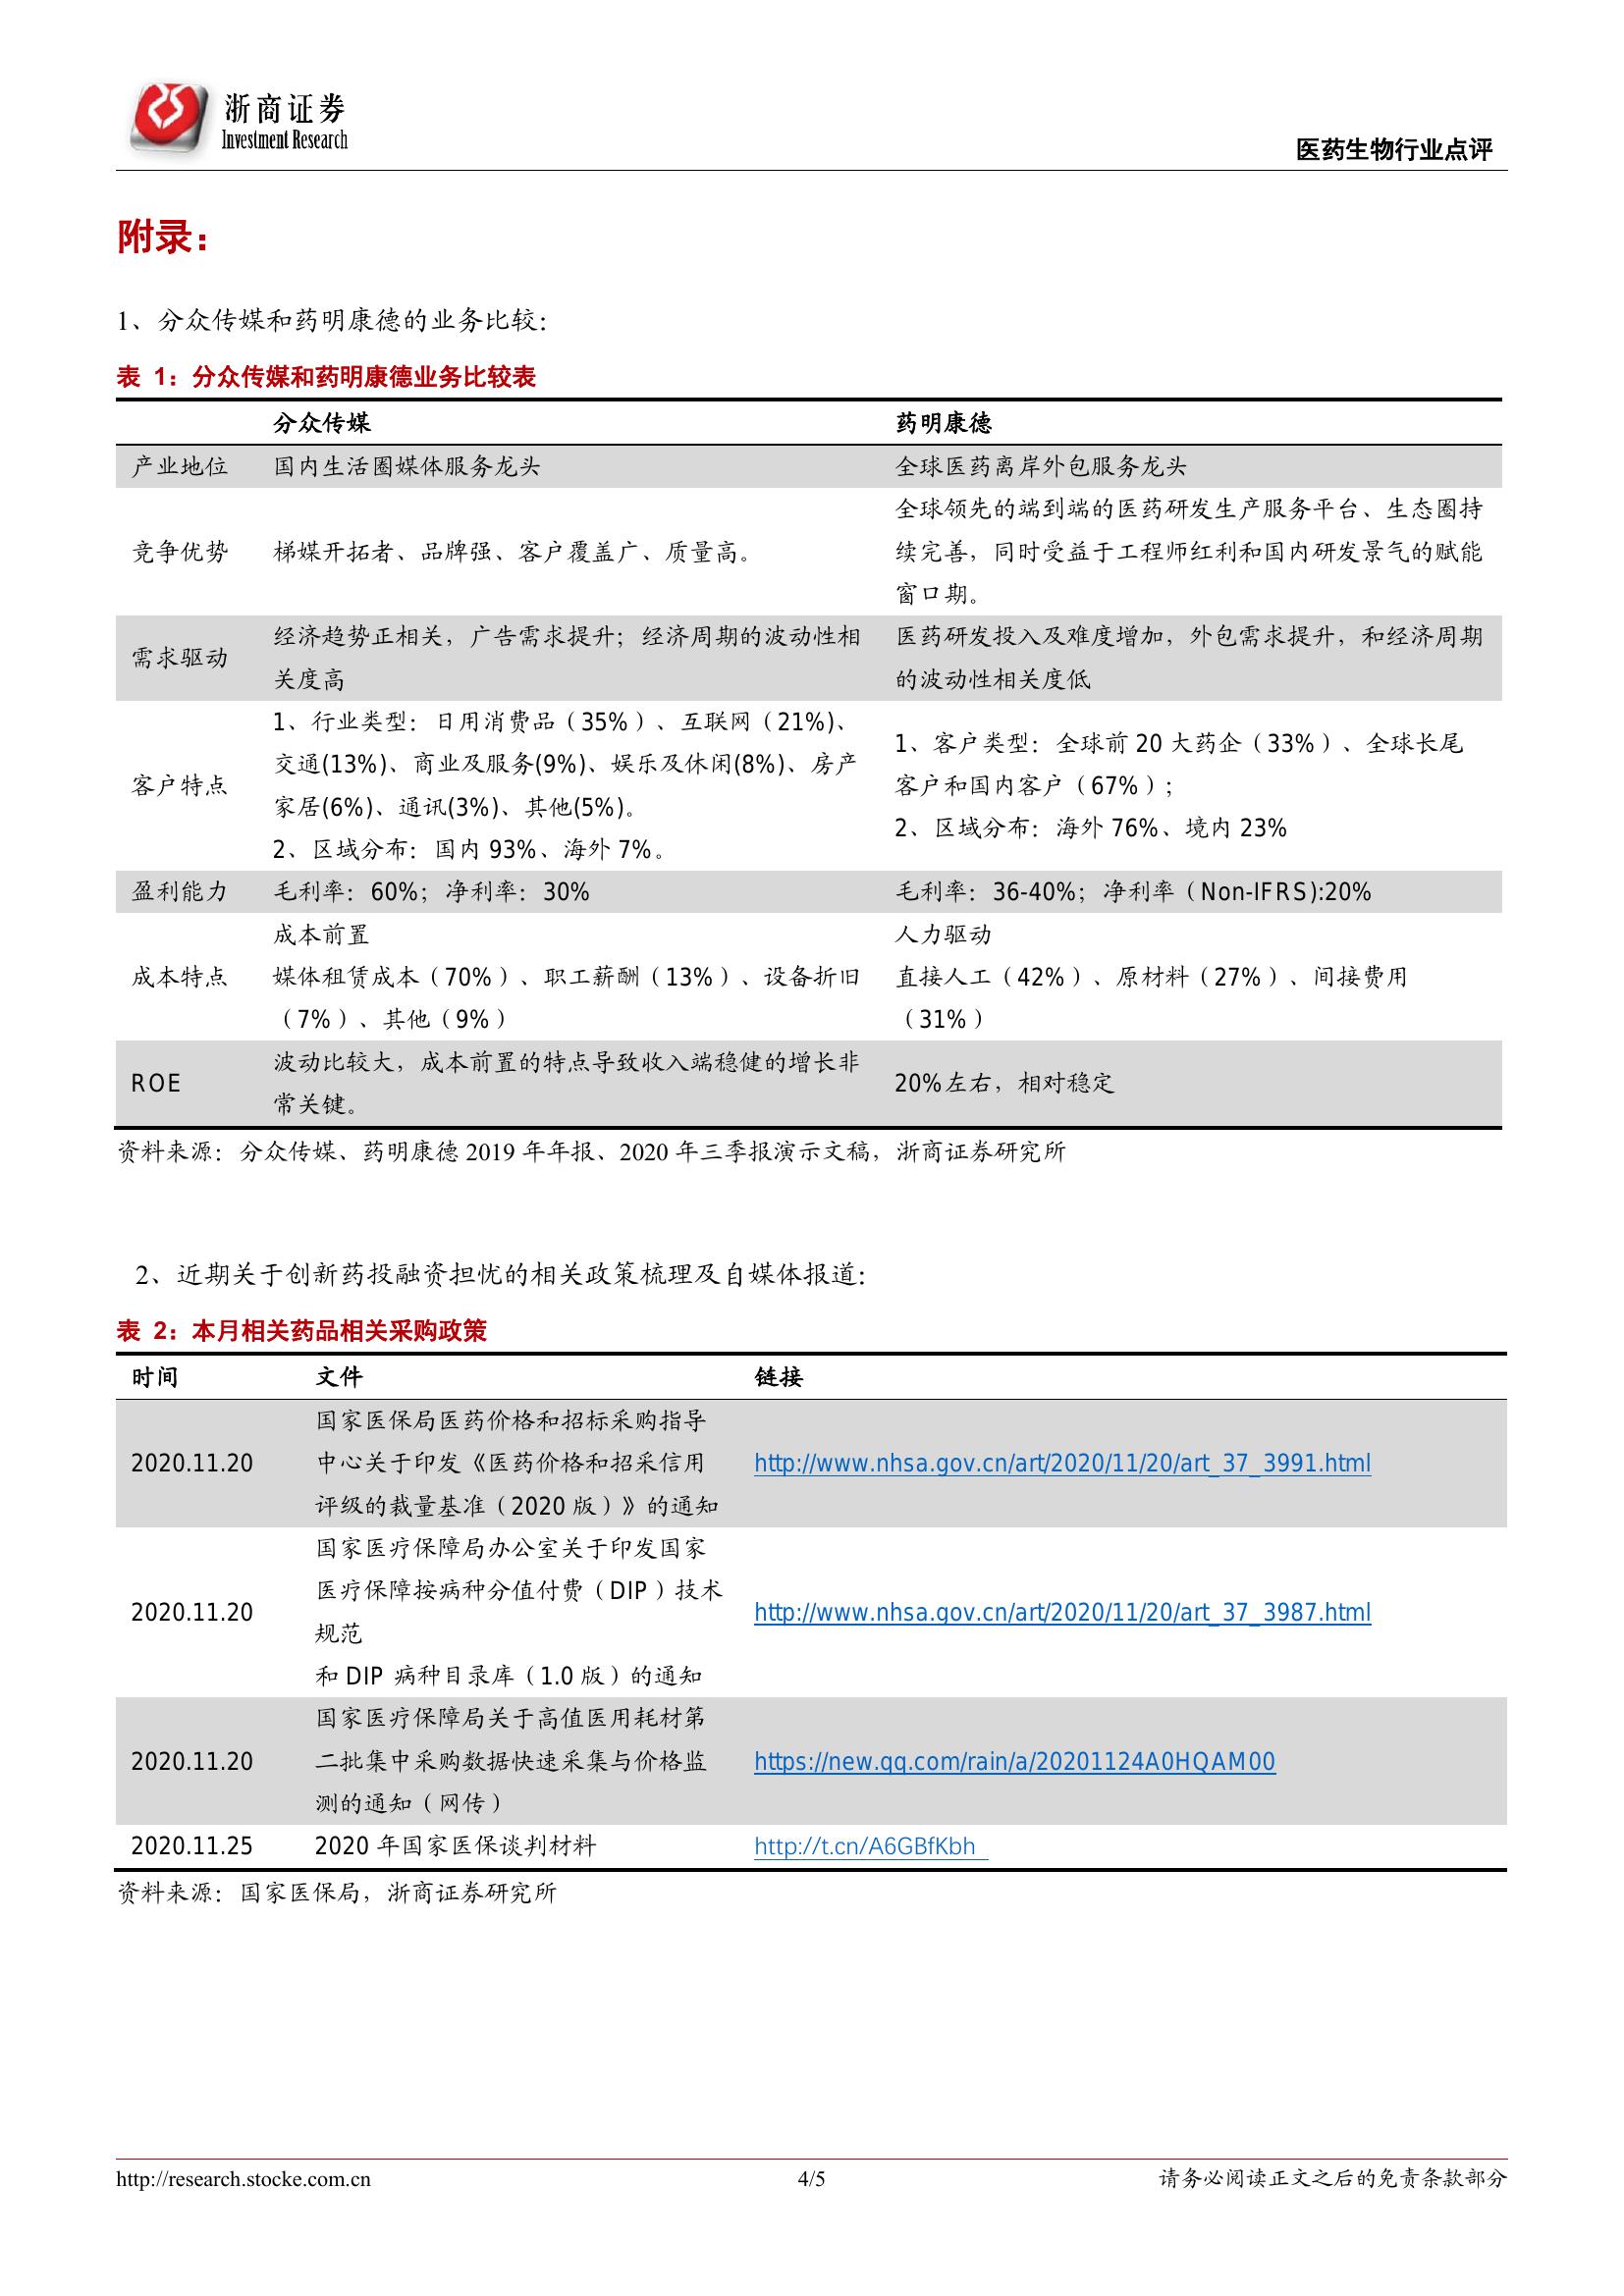 浙商证券
Investment Research
医药生物行业点评
附录：
1、分众传媒和药明康德的业务比较：
表 1：分众传媒和药明康德业务比较表
分众传媒 药明康德
产业地位 国内生活圈媒体服务龙头 全球医药离岸外包服务龙头
竞争优势 梯媒开拓者、品牌强、客户覆盖广、质量高。
全球领先的端到端的医药研发生产服务平台、生态圈持
续完善，同时受益于工程师红利和国内研发景气的赋能
窗口期。
需求驱动
经济趋势正相关，广告需求提升；经济周期的波动性相
关度高
医药研发投入及难度增加，外包需求提升，和经济周期
的波动性相关度低
客户特点
1、行业类型：日用消费品（35%）、互联网（21%)、
交通(13%)、商业及服务(9%)、娱乐及休闲(8%)、房产
家居(6%)、通讯(3%)、其他(5%)。
2、区域分布：国内 93%、海外 7%。
1、客户类型：全球前 20 大药企（33%）、全球长尾
客户和国内客户（67%）；
2、区域分布：海外 76%、境内 23%
盈利能力 毛利率：60%；净利率：30% 毛利率：36-40%；净利率（Non-IFRS):20%
成本特点
成本前置
媒体租赁成本（70%）、职工薪酬（13%）、设备折旧
（7%）、其他（9%）
人力驱动
直接人工（42%）、原材料（27%）、间接费用
（31%）
ROE
波动比较大，成本前置的特点导致收入端稳健的增长非
常关键。
20%左右，相对稳定
资料来源：分众传媒、药明康德 2019 年年报、2020 年三季报演示文稿，浙商证券研究所
2、近期关于创新药投融资担忧的相关政策梳理及自媒体报道：
表 2：本月相关药品相关采购政策
时间 文件 链接
2020.11.20
国家医保局医药价格和招标采购指导
中心关于印发《医药价格和招采信用
评级的裁量基准（2020 版）》的通知
http://www.nhsa.gov.cn/art/2020/11/20/art_37_3991.html
2020.11.20
国家医疗保障局办公室关于印发国家
医疗保障按病种分值付费（DIP）技术
规范
和 DIP 病种目录库（1.0 版）的通知
http://www.nhsa.gov.cn/art/2020/11/20/art_37_3987.html
2020.11.20
国家医疗保障局关于高值医用耗材第
二批集中采购数据快速采集与价格监
测的通知（网传）
https://new.qq.com/rain/a/20201124A0HQAM00
2020.11.25 2020 年国家医保谈判材料 http://t.cn/A6GBfKbh
资料来源：国家医保局，浙商证券研究所
http://research.stocke.com.cn 4/5 请务必阅读正文之后的免责条款部分